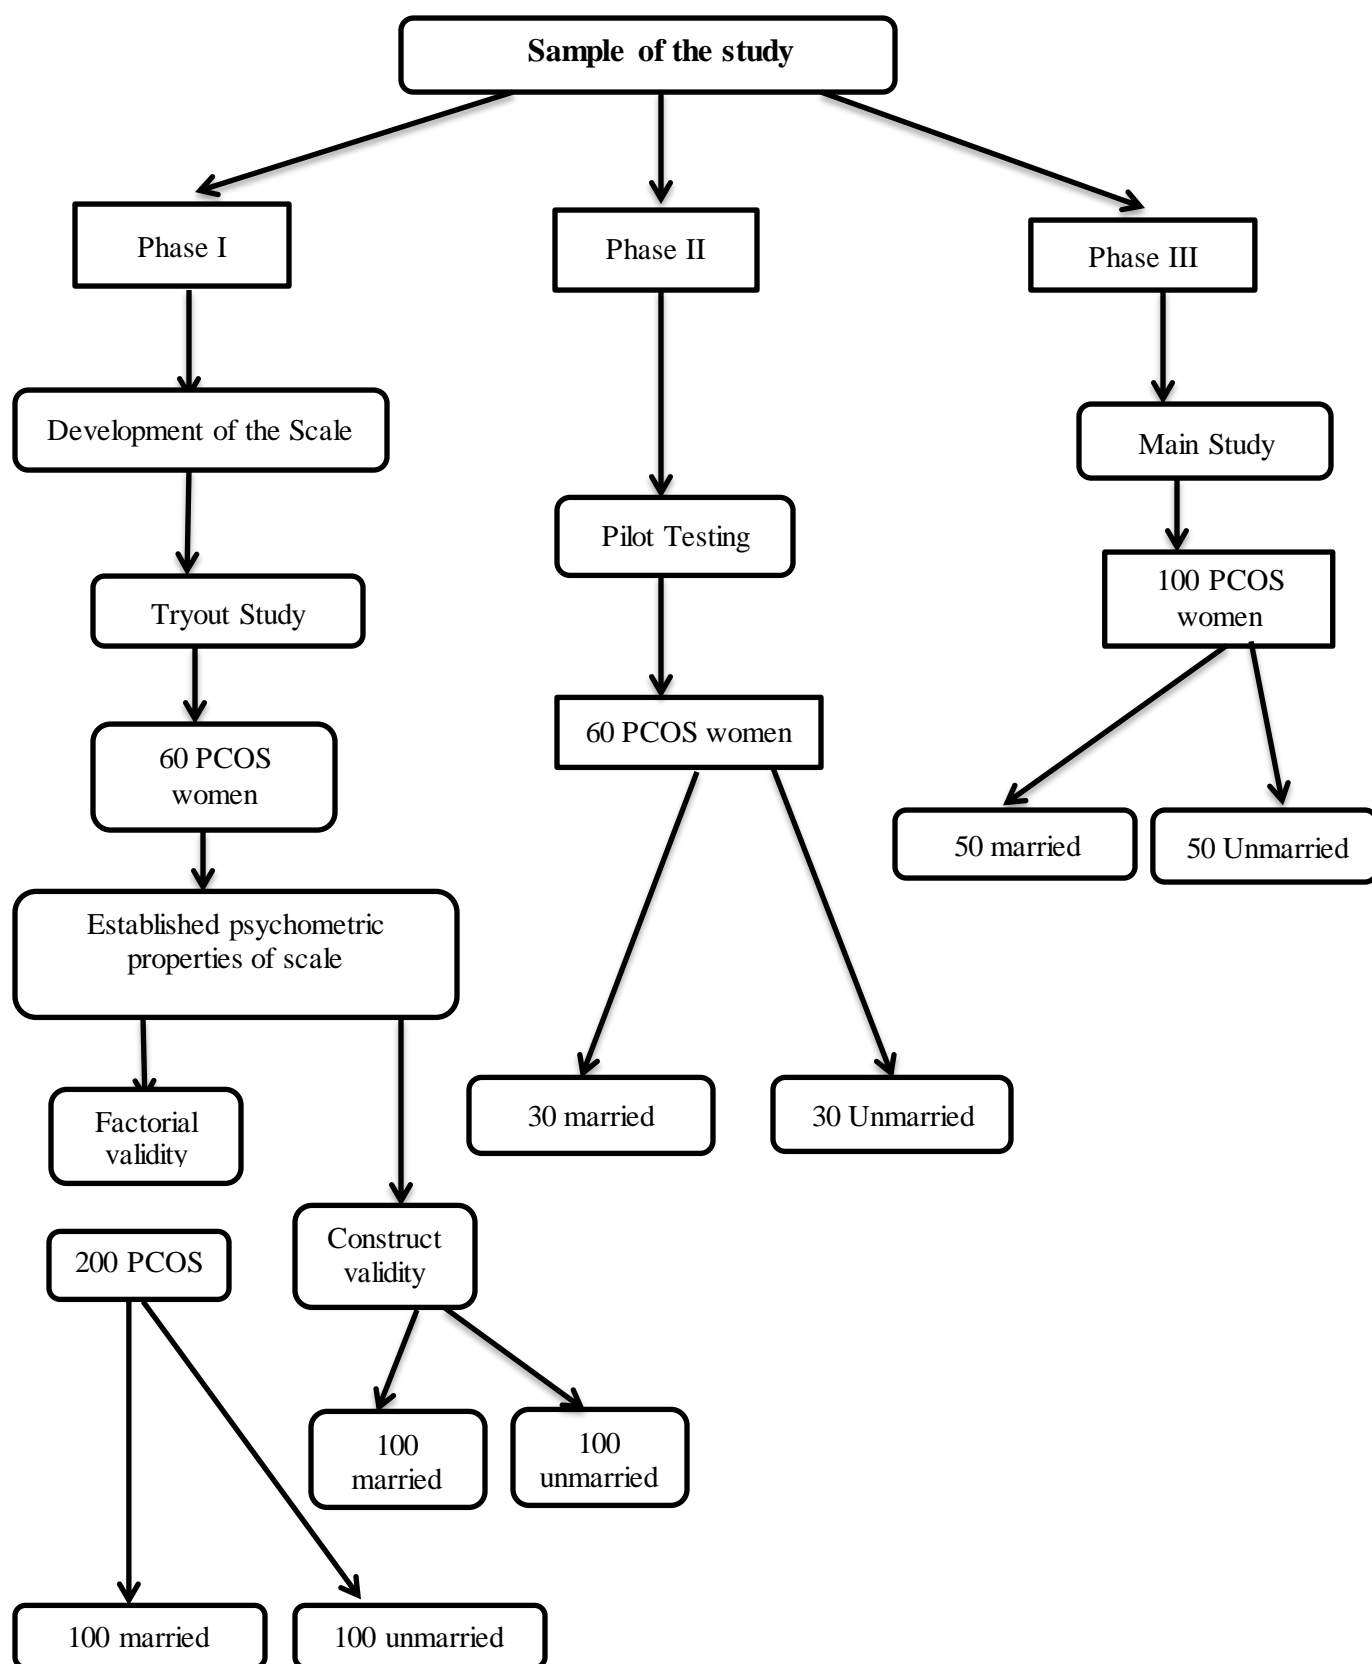 Sample of the study
Phase I
Phase II
Phase III
Development of the Scale
Main Study
Pilot Testing
Tryout Study
100 PCOS
women
60 PCOS
women
60 PCOS women
50 married
50 Unmarried
Established psychometric
properties of scale
Factorial
validity
30 married
30 Unmarried
200 PCOS
Construct
validity
100
married
100
unmarried
100 married
100 unmarried